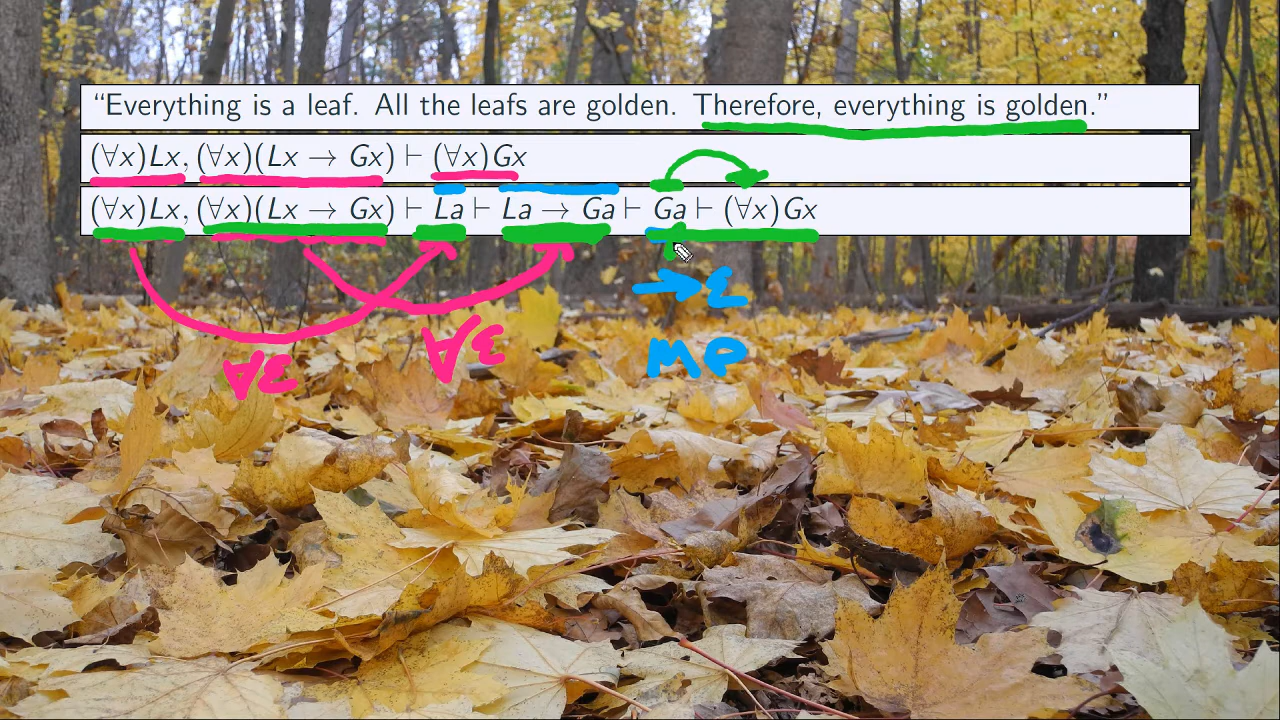 “Everything is a leaf. All the leafs are golden. Therefore, everything is golden.”
(∀x)Lx, (∀x)(Lx → Gx) ⊢ (∀x)Gx
(∀x)Lx, (∀x)(Lx → Gx) ⊢ La ⊢ La → Ga ⊢ Ga ⊢ (∀x)Gx
→E
∀E ∀E MP